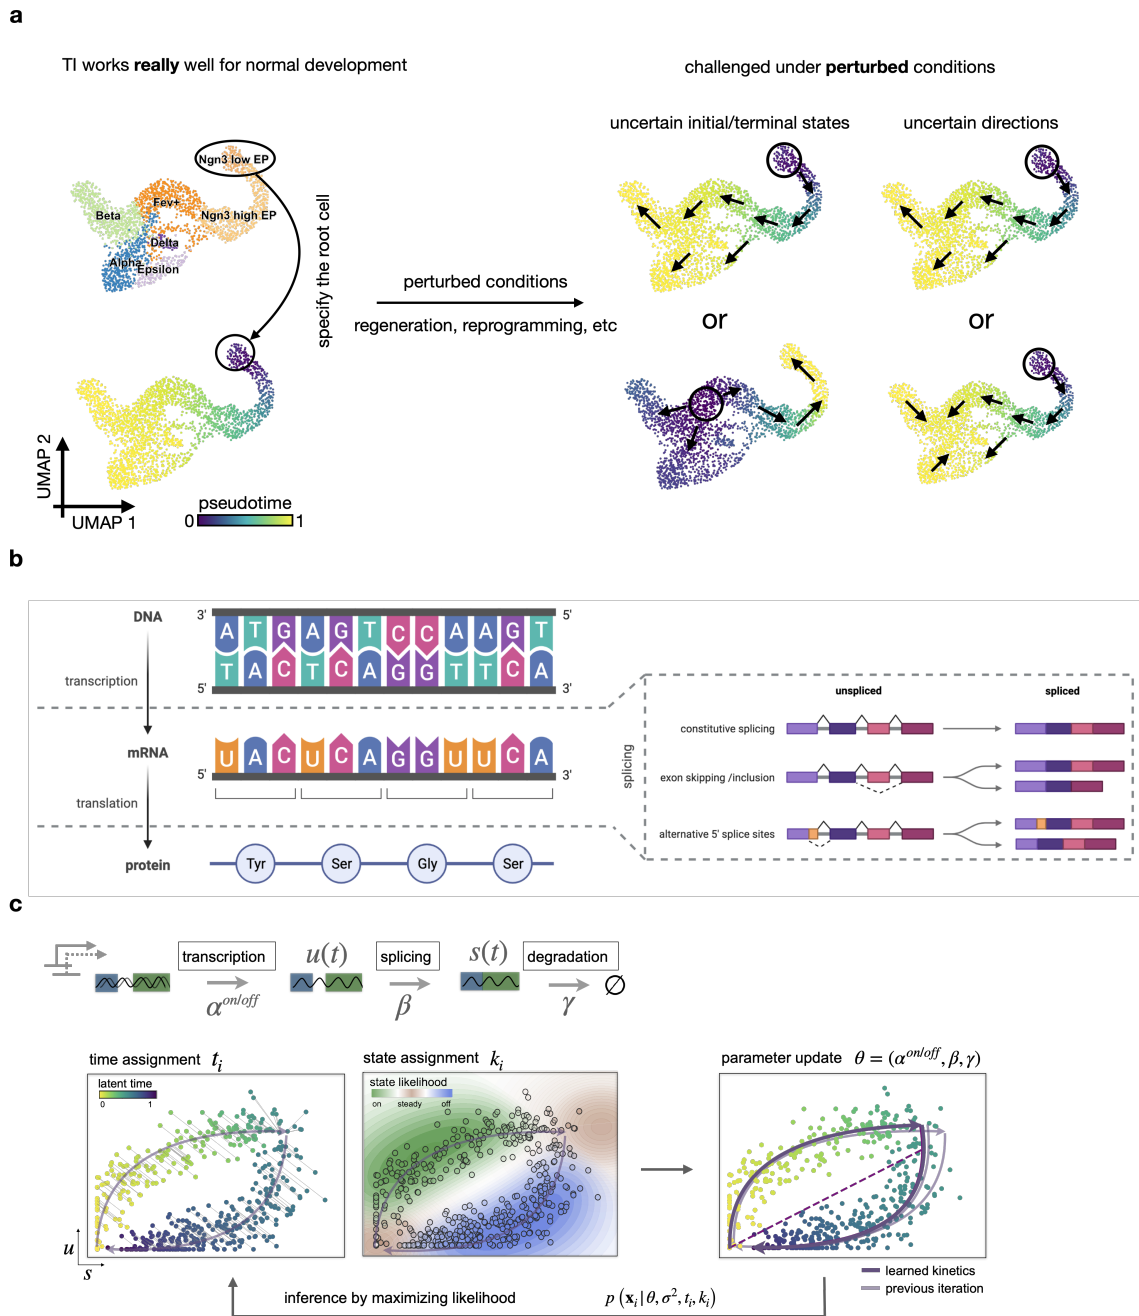 a
TI works really well for normal development
challenged under perturbed conditions
uncertain initial/terminal states
uncertain directions
Ngn3 low EP
Fev+
Beta
Ngn3 high EP
Delta
Alpha
Epsilon
specify the root cell
perturbed conditions
regeneration, reprogramming, etc
or
or
UMAP 2
UMAP 1
pseudotime
0
1
b
DNA
3'
5'
A T G A G T C C A A G T
transcription
T A C T C A G G T T C A
5'
3'
mRNA
U A C U C A G G U U C A
5'
3'
translation
protein
Tyr
Ser
Gly
Ser
splicing
unspliced
spliced
constitutive splicing
exon skipping /inclusion
alternative 5' splice sites
c
transcription
u(t)
splicing
s(t)
degradation
α^{on/off}
β
γ
∅
time assignment t_i
latent time
0
1
u
s
state assignment k_i
state likelihood
on
steady
off
parameter update θ = (α^{on/off}, β, γ)
learned kinetics
previous iteration
inference by maximizing likelihood
p (x_i | θ, σ², t_i, k_i)